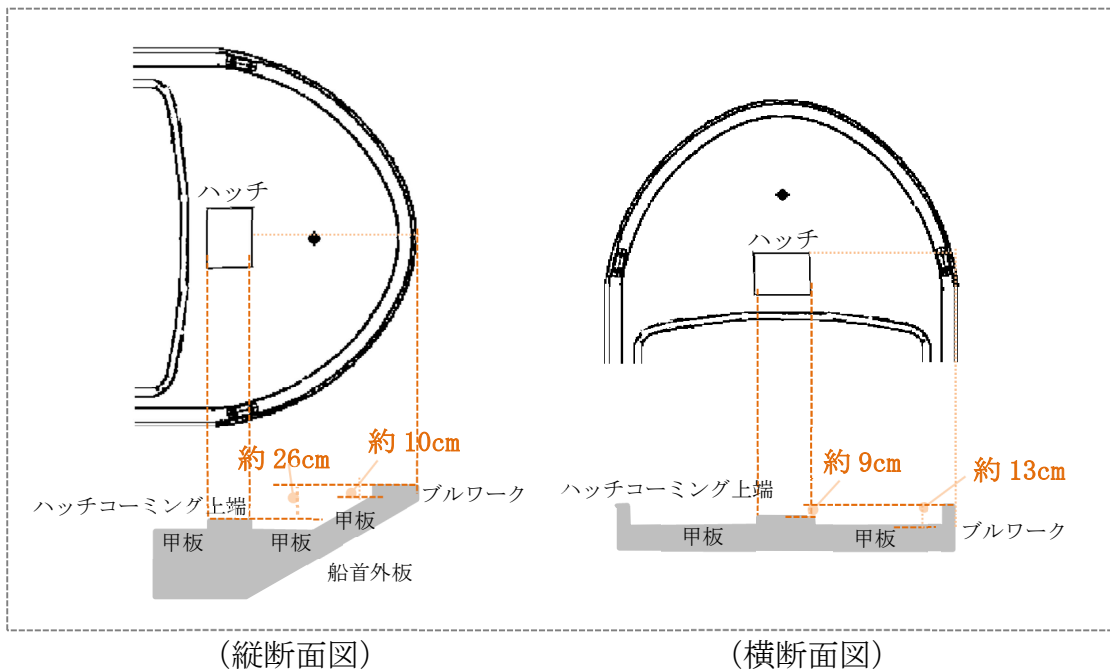 ハッチ
約 26cm
約 10cm
ハッチコーミング上端
ブルワーク
甲板
甲板
甲板
船首外板
(縦断面図)
ハッチ
約 9cm
約 13cm
ハッチコーミング上端
甲板
甲板
ブルワーク
(横断面図)